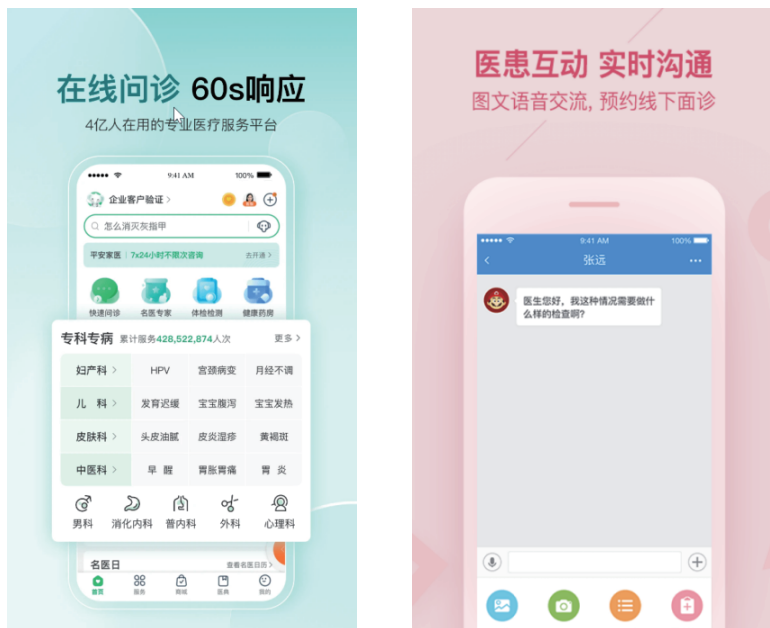 在线问诊 60s响应
4亿人在用的专业医疗服务平台
9:41 AM 100%
企业客户验证 >
怎么消灭灰指甲
平安家医 | 7x24小时不限次咨询 去开通 >
快速问诊 名医专家 体检检测 健康药房
专科专病 累计服务428,522,874人次 更多 >
妇产科 > HPV 宫颈病变 月经不调
儿 科 > 发育迟缓 宝宝腹泻 宝宝发热
皮肤科 > 头皮油腻 皮炎湿疹 黄褐斑
中医科 > 早 醒 胃胀胃痛 胃 炎
男科 消化内科 普内科 外科 心理科
名医日 查看名医日历 >
首页 服务 商城 医典 我的
医患互动 实时沟通
图文语音交流, 预约线下面诊
9:41 AM 100%
张远
医生您好，我这种情况需要做什
么样的检查啊?